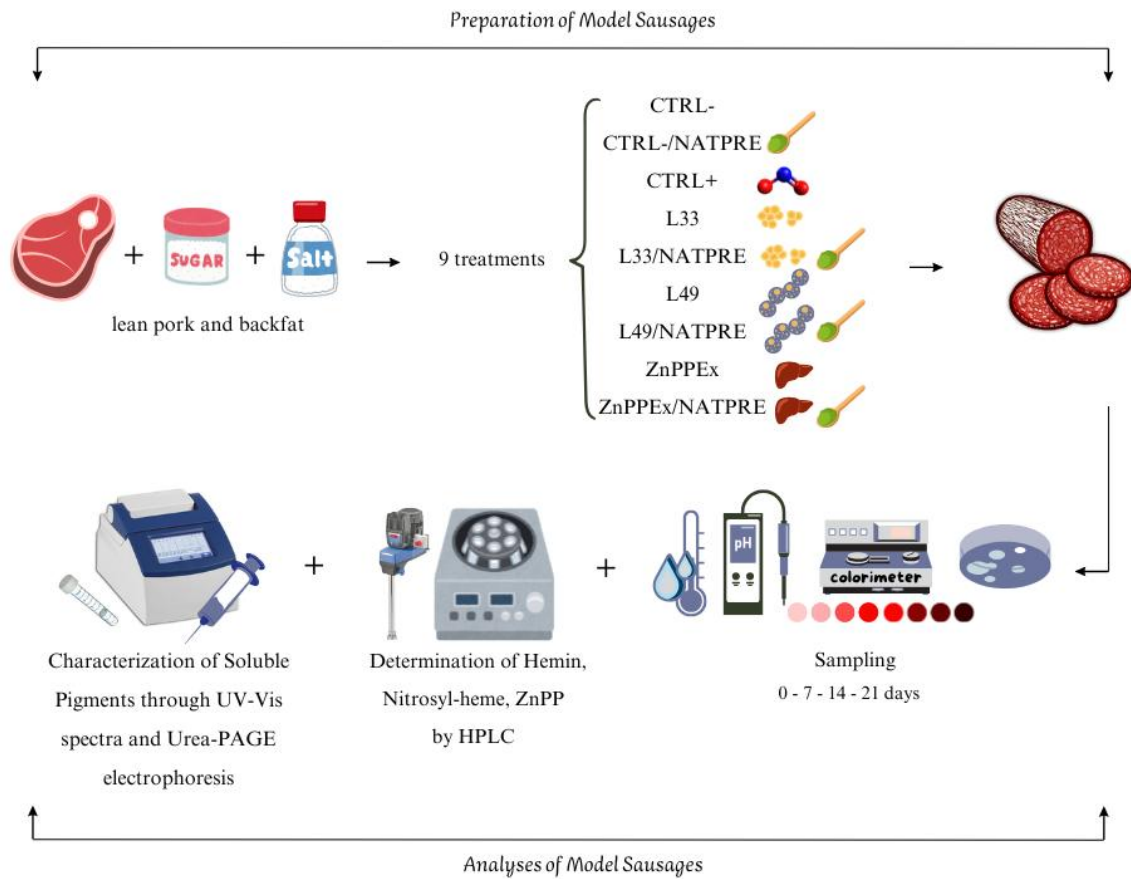 Preparation of Model Sausages
CTRL-
CTRL-/NATPRE
CTRL+
L33
SUGAR
Salt
9 treatments
L33/NATPRE
L49
lean pork and backfat
L49/NATPRE
ZnPPEx
ZnPPEx/NATPRE
pH
colorimeter
Characterization of Soluble
Pigments through UV-Vis
spectra and Urea-PAGE
electrophoresis
Determination of Hemin,
Nitrosyl-heme, ZnPP
by HPLC
Sampling
0 - 7 - 14 - 21 days
Analyses of Model Sausages